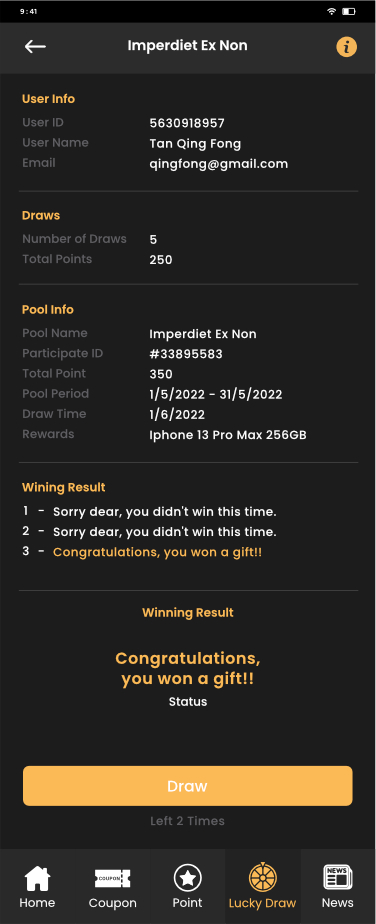 9:41
Imperdiet Ex Non
i
User Info
User ID 5630918957
User Name Tan Qing Fong
Email qingfong@gmail.com
Draws
Number of Draws 5
Total Points 250
Pool Info
Pool Name Imperdiet Ex Non
Participate ID #33895583
Total Point 350
Pool Period 1/5/2022 - 31/5/2022
Draw Time 1/6/2022
Rewards Iphone 13 Pro Max 256GB
Wining Result
1 - Sorry dear, you didn't win this time.
2 - Sorry dear, you didn't win this time.
3 - Congratulations, you won a gift!!
Winning Result
Congratulations,
you won a gift!!
Status
Draw
Left 2 Times
COUPON NEWS
Home Coupon Point Lucky Draw News